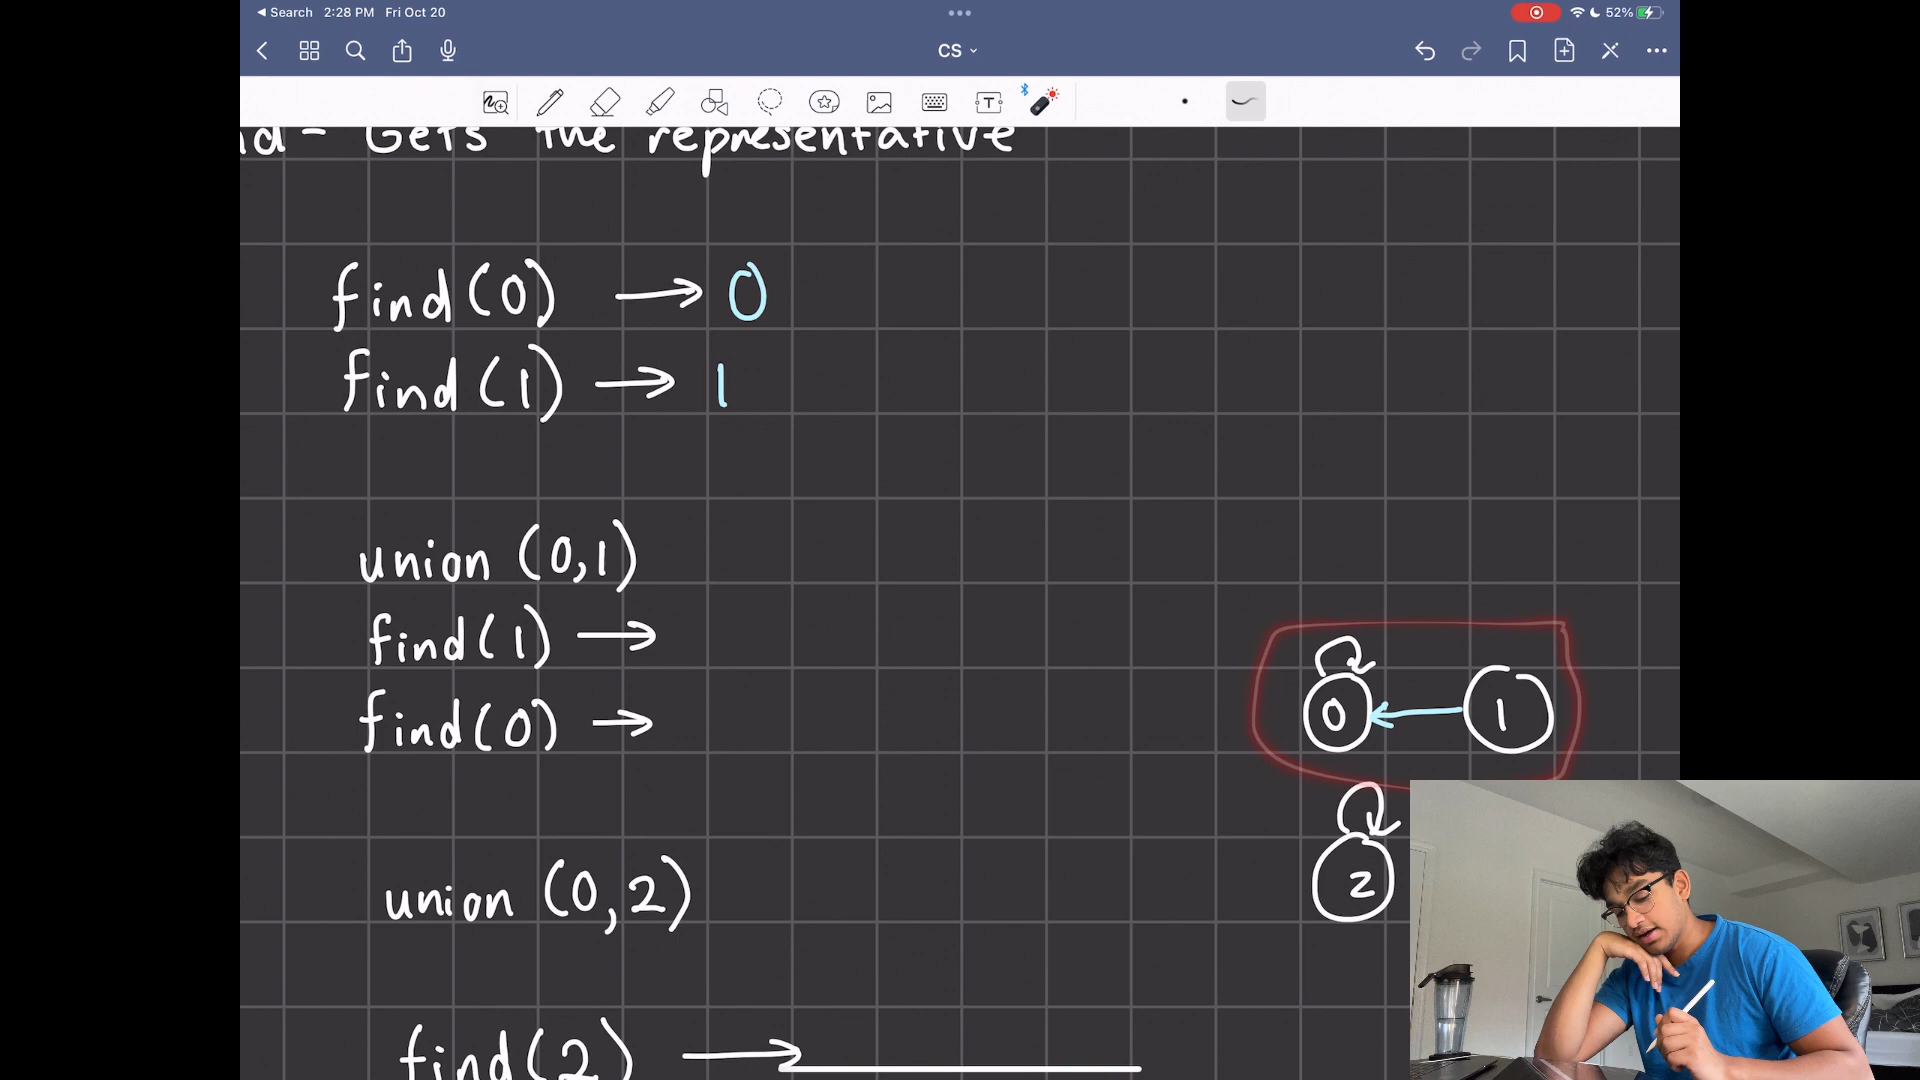 Search 2:28 PM Fri Oct 20
52%
CS
Gets the representative
find(0) → 0
find(1) → 1
union (0,1)
find(1) →
find(0) →
0 ← 1
2
union (0,2)
find(2) →